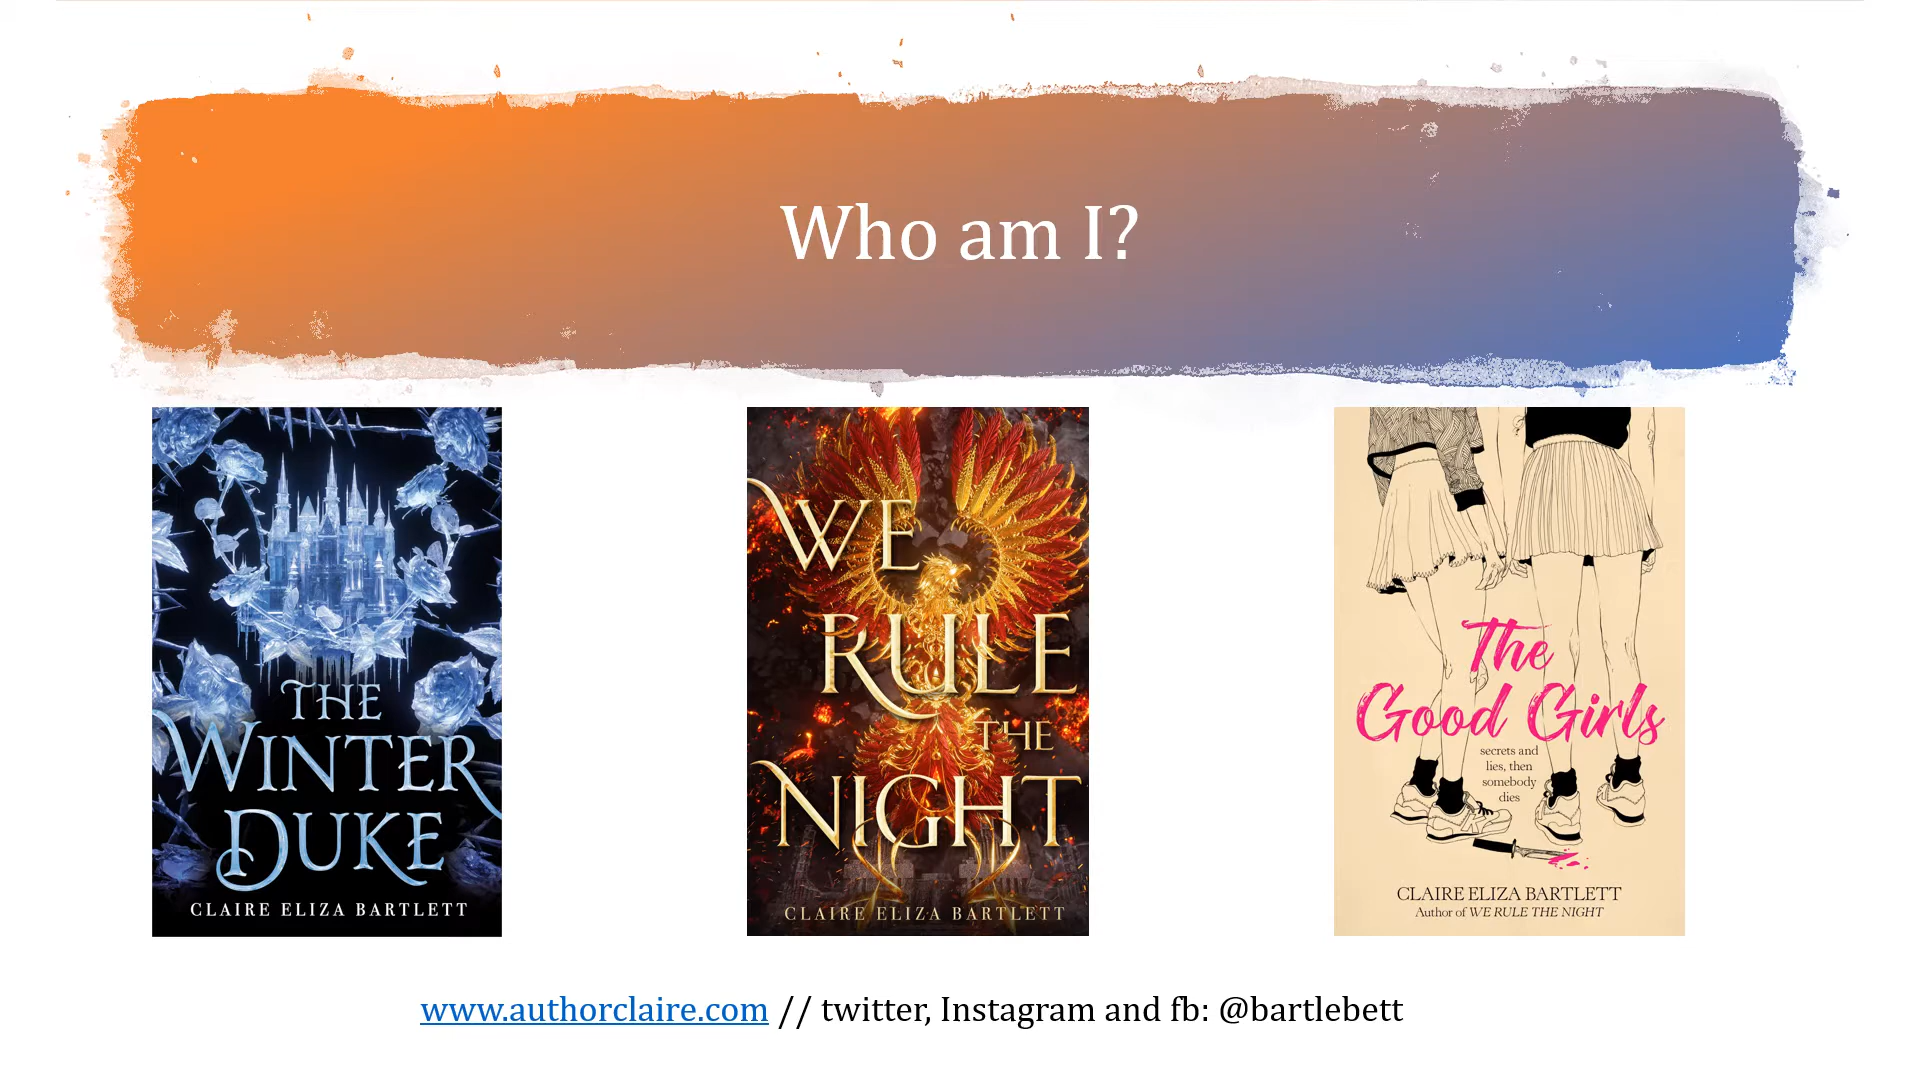 Who am I?
THE
WINTER
DUKE
CLAIRE ELIZA BARTLETT
WE
RULE
THE
NIGHT
CLAIRE ELIZA BARTLETT
The
Good Girls
secrets and
lies, then
somebody
dies
CLAIRE ELIZA BARTLETT
Author of WE RULE THE NIGHT
www.authorclaire.com // twitter, Instagram and fb: @bartlebett